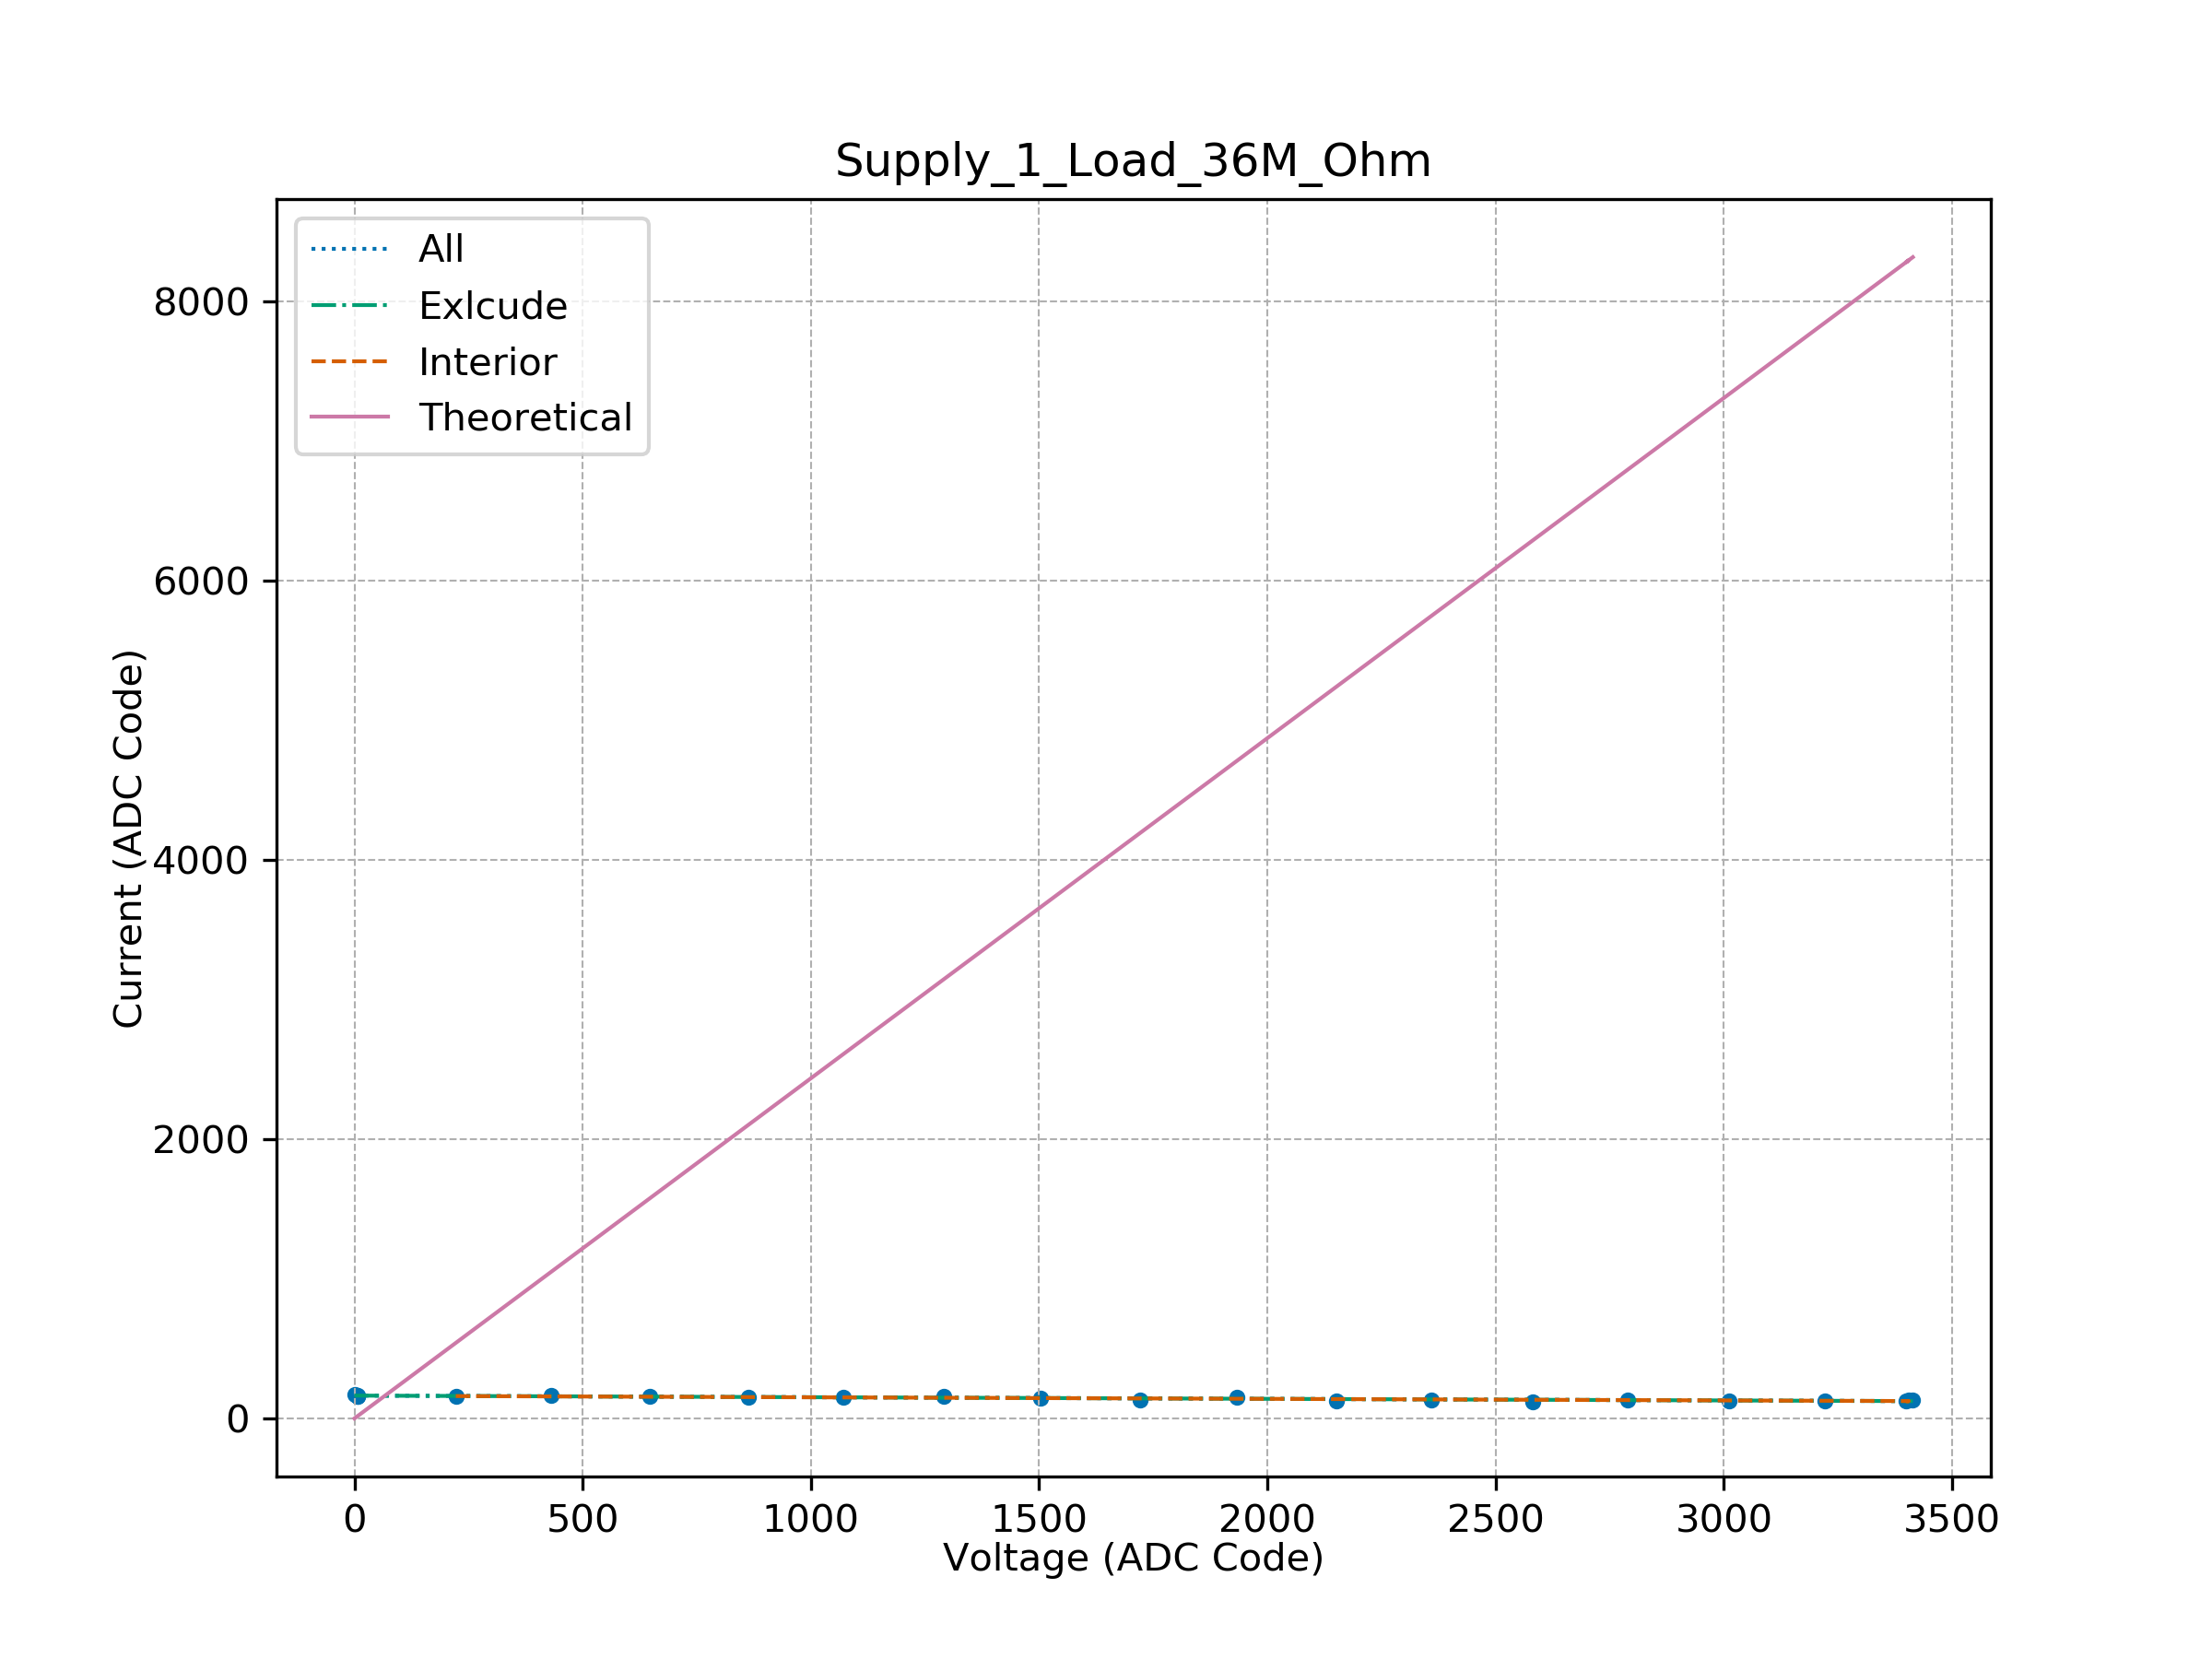 Supply_1_Load_36M_Ohm
All
Exlcude
Interior
Theoretical
8000
6000
4000
2000
0
Current (ADC Code)
0 500 1000 1500 2000 2500 3000 3500
Voltage (ADC Code)